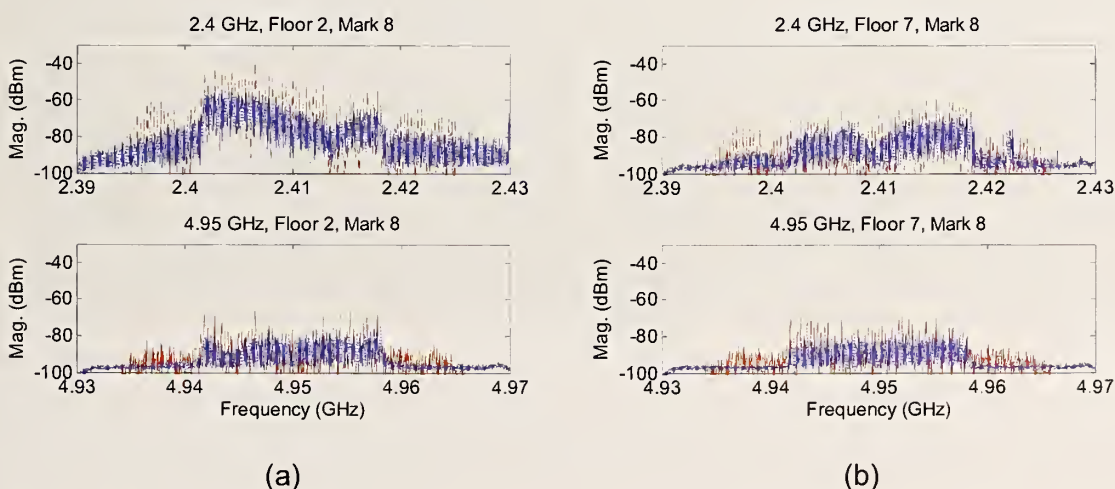 2.4 GHz, Floor 2, Mark 8
Mag. (dBm)
-40
-60
-80
-100
2.39 2.4 2.41 2.42 2.43
4.95 GHz, Floor 2, Mark 8
Mag. (dBm)
-40
-60
-80
-100
4.93 4.94 4.95 4.96 4.97
Frequency (GHz)
(a)
2.4 GHz, Floor 7, Mark 8
Mag. (dBm)
-40
-60
-80
-100
2.39 2.4 2.41 2.42 2.43
4.95 GHz, Floor 7, Mark 8
Mag. (dBm)
-40
-60
-80
-100
4.93 4.94 4.95 4.96 4.97
Frequency (GHz)
(b)